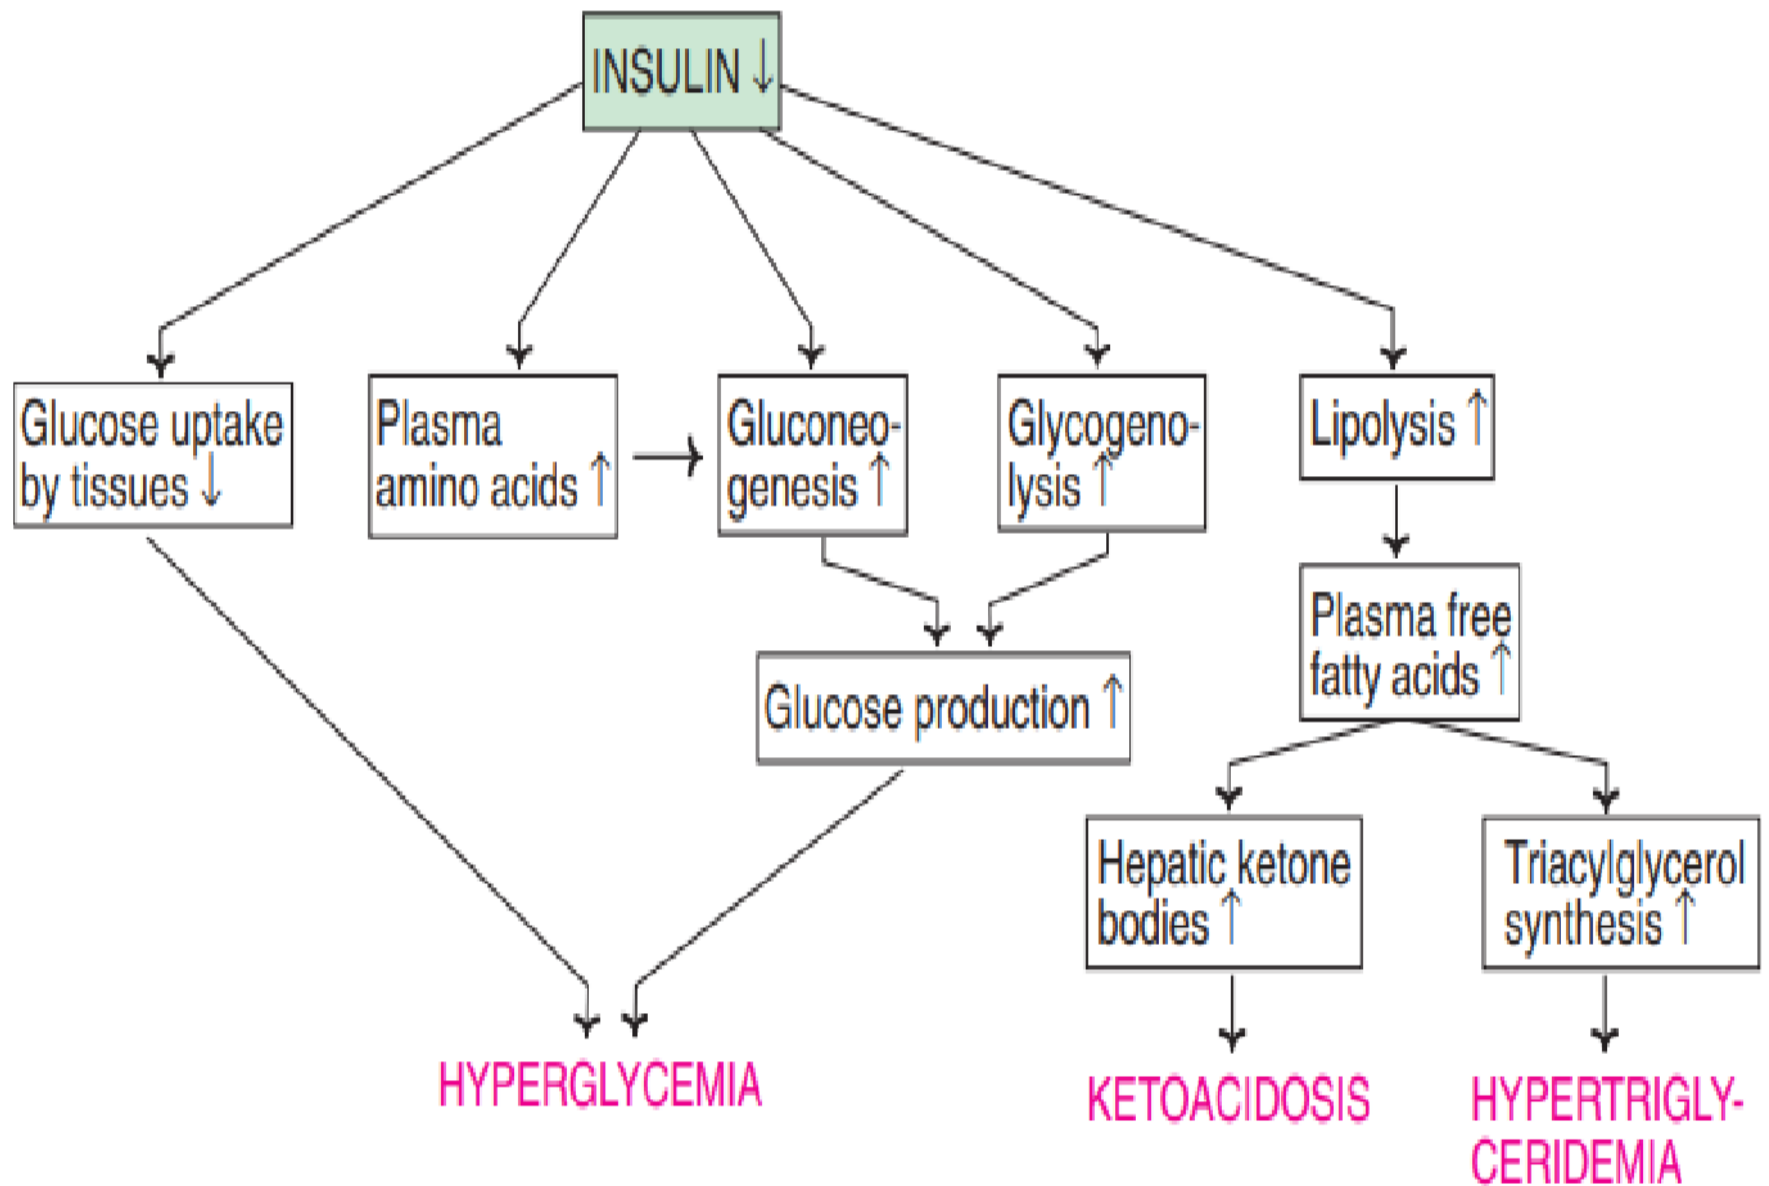 INSULIN ↓
Glucose uptake
by tissues ↓
Plasma
amino acids ↑
Gluconeo-
genesis ↑
Glycogeno-
lysis ↑
Lipolysis ↑
Plasma free
fatty acids ↑
Glucose production ↑
Hepatic ketone
bodies ↑
Triacylglycerol
synthesis ↑
HYPERGLYCEMIA
KETOACIDOSIS
HYPERTRIGLY-
CERIDEMIA